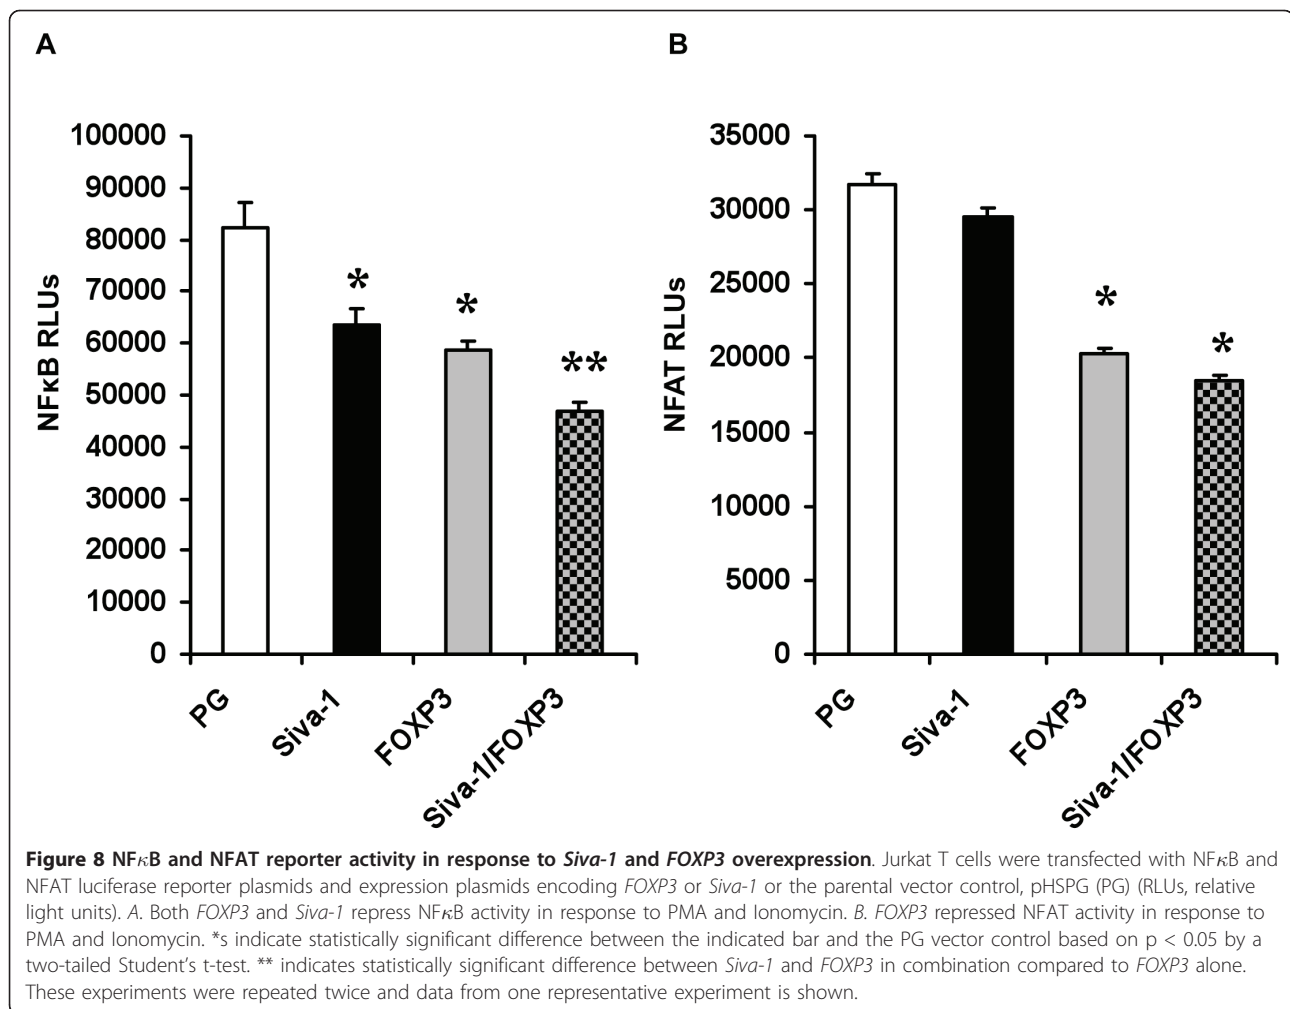 A
B
100000
90000
80000
70000
60000
50000
40000
30000
20000
10000
0
NFκB RLUs
*
*
**
PG
Siva-1
FOXP3
Siva-1/FOXP3
35000
30000
25000
20000
15000
10000
5000
0
NFAT RLUs
*
*
PG
Siva-1
FOXP3
Siva-1/FOXP3
Figure 8 NFκB and NFAT reporter activity in response to Siva-1 and FOXP3 overexpression. Jurkat T cells were transfected with NFκB and
NFAT luciferase reporter plasmids and expression plasmids encoding FOXP3 or Siva-1 or the parental vector control, pHSPG (PG) (RLUs, relative
light units). A. Both FOXP3 and Siva-1 repress NFκB activity in response to PMA and Ionomycin. B. FOXP3 repressed NFAT activity in response to
PMA and Ionomycin. *s indicate statistically significant difference between the indicated bar and the PG vector control based on p < 0.05 by a
two-tailed Student's t-test. ** indicates statistically significant difference between Siva-1 and FOXP3 in combination compared to FOXP3 alone.
These experiments were repeated twice and data from one representative experiment is shown.